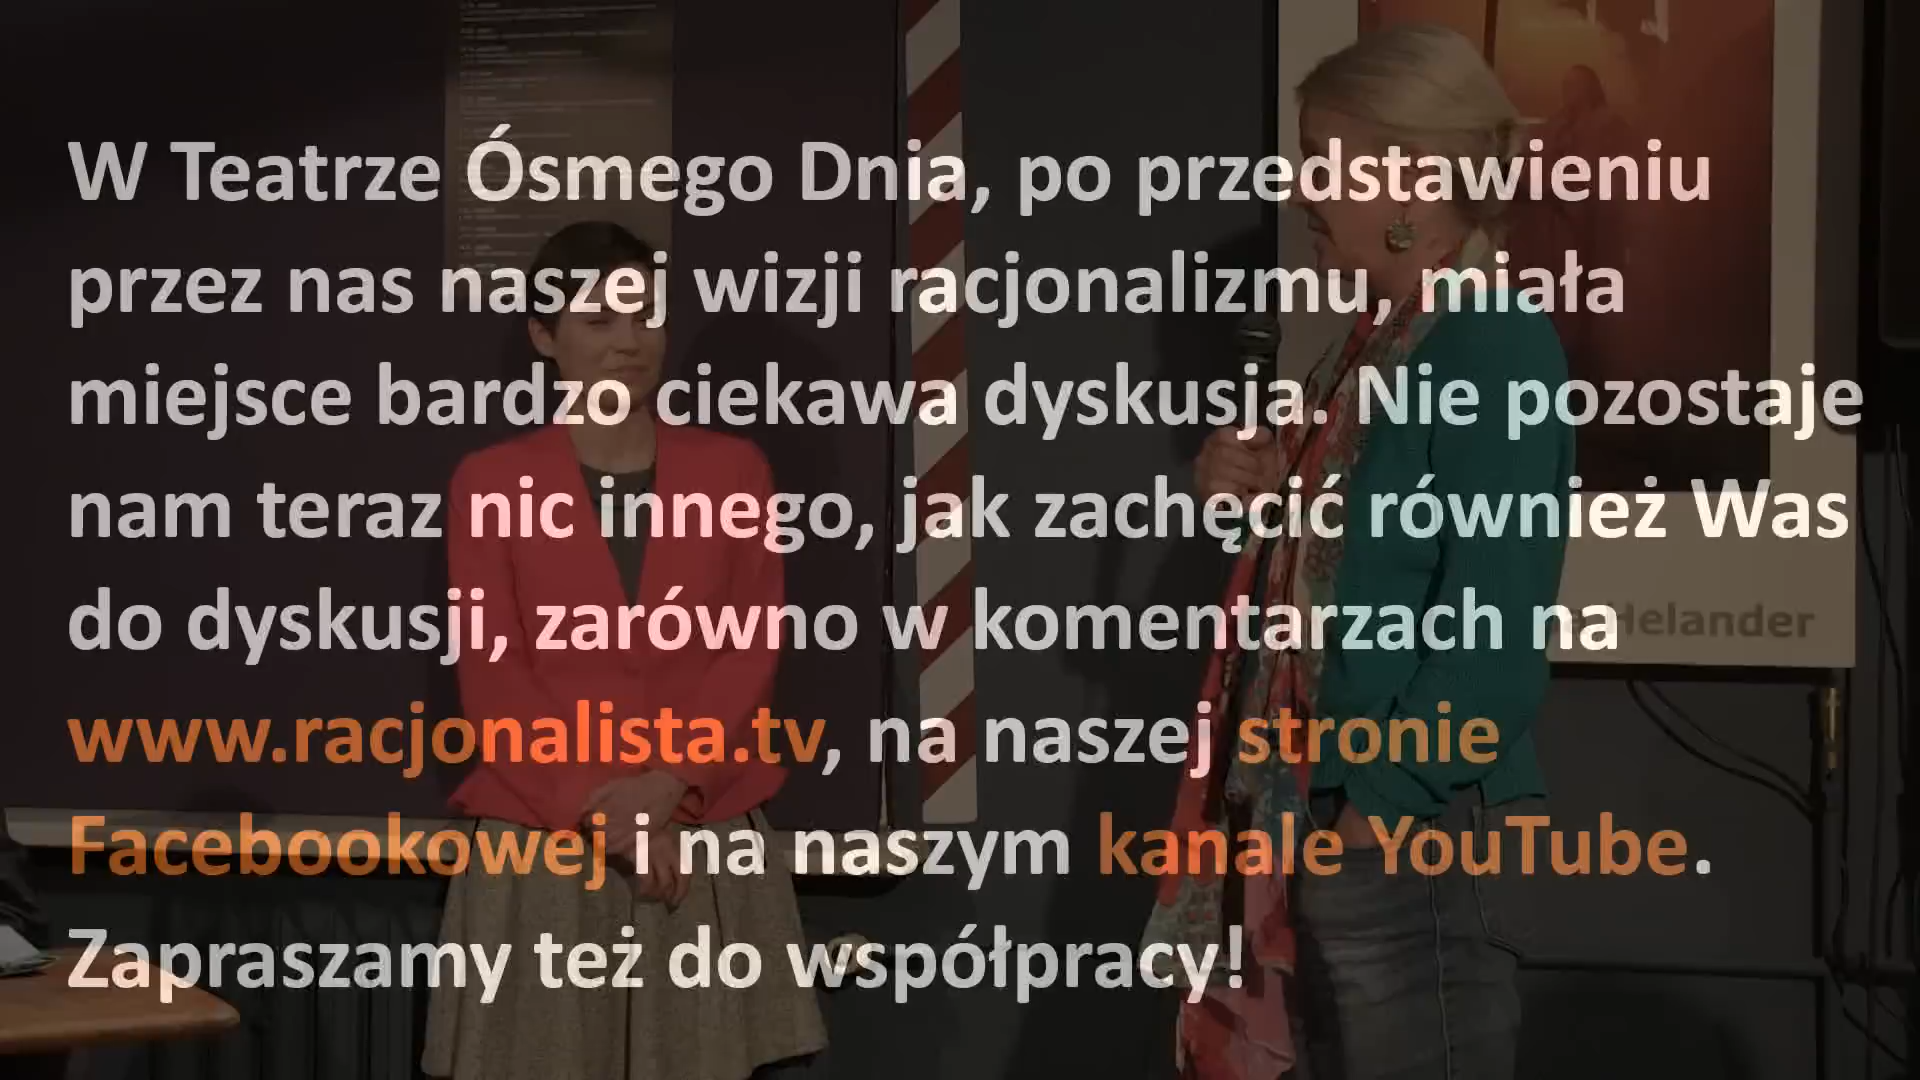 W Teatrze Ósmego Dnia, po przedstawieniu
przez nas naszej wizji racjonalizmu, miała
miejsce bardzo ciekawa dyskusja. Nie pozostaje
nam teraz nic innego, jak zachęcić również Was
do dyskusji, zarówno w komentarzach na
Helander
www.racjonalista.tv, na naszej stronie
Facebookowej i na naszym kanale YouTube.
Zapraszamy też do współpracy!